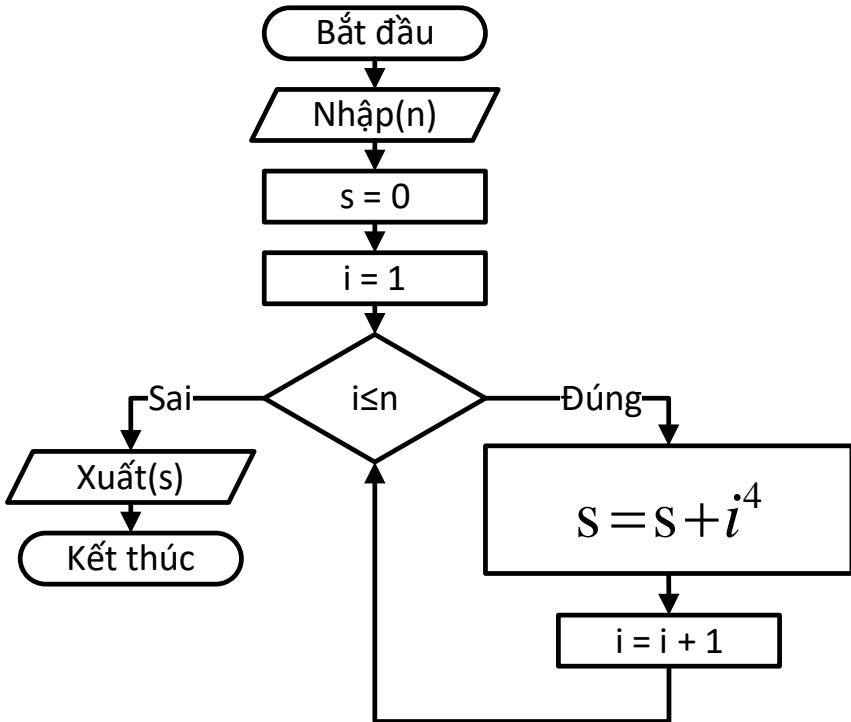 Bắt đầu
Nhập(n)
s = 0
i = 1
i≤n
Sai
Đúng
Xuất(s)
Kết thúc
s = s + i⁴
i = i + 1